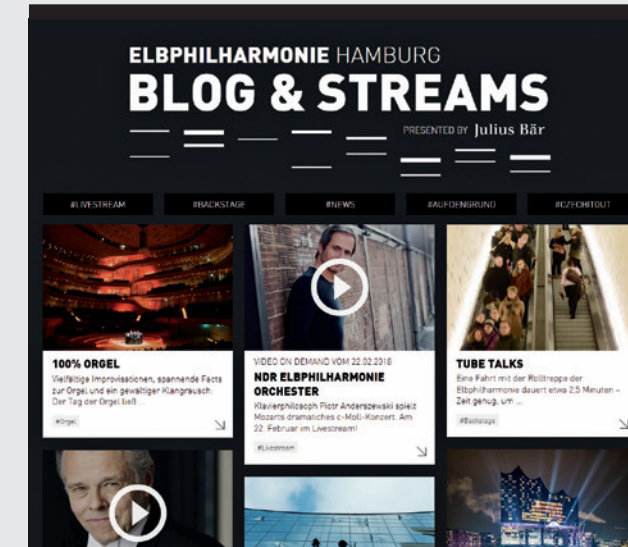 ELBPHILHARMONIE HAMBURG
BLOG & STREAMS
PRESENTED BY Julius Bär
#LIVESTREAM
#BACKSTAGE
#NEWS
#AUFDENGRUND
#CZECHITOUT
100% ORGEL
Vielfältige Improvisationen, spannende Facts
zur Orgel und ein gewaltiger Klangrausch:
Der Tag der Orgel ließ ...
#Orgel
VIDEO ON DEMAND VOM 22.02.2018
NDR ELBPHILHARMONIE
ORCHESTER
Klavierphilosoph Piotr Anderszewski spielt
Mozarts dramatisches c-Moll-Konzert. Am
22. Februar im Livestream!
#Livestream
TUBE TALKS
Eine Fahrt mit der Rolltreppe der
Elbphilharmonie dauert etwa 2,5 Minuten –
Zeit genug, um ...
#Backstage